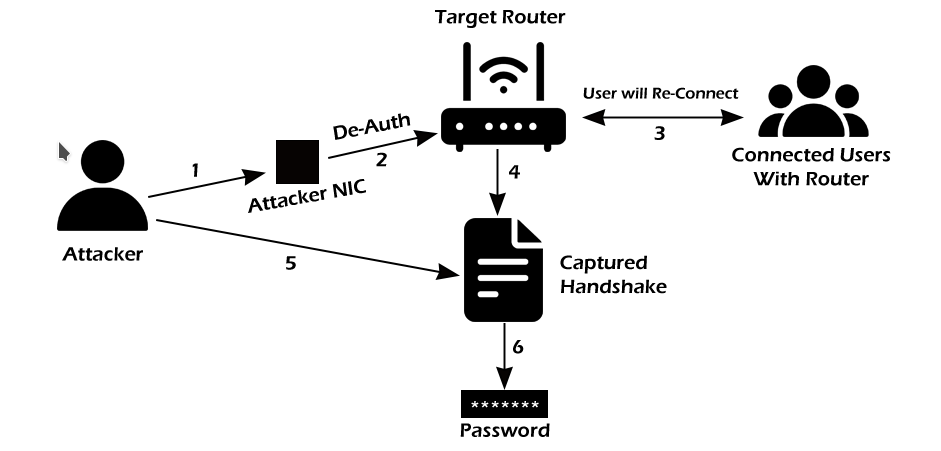 Target Router
User will Re-Connect
3
De-Auth
2
1
Attacker NIC
Connected Users
With Router
4
Attacker
5
Captured
Handshake
6
*******
Password